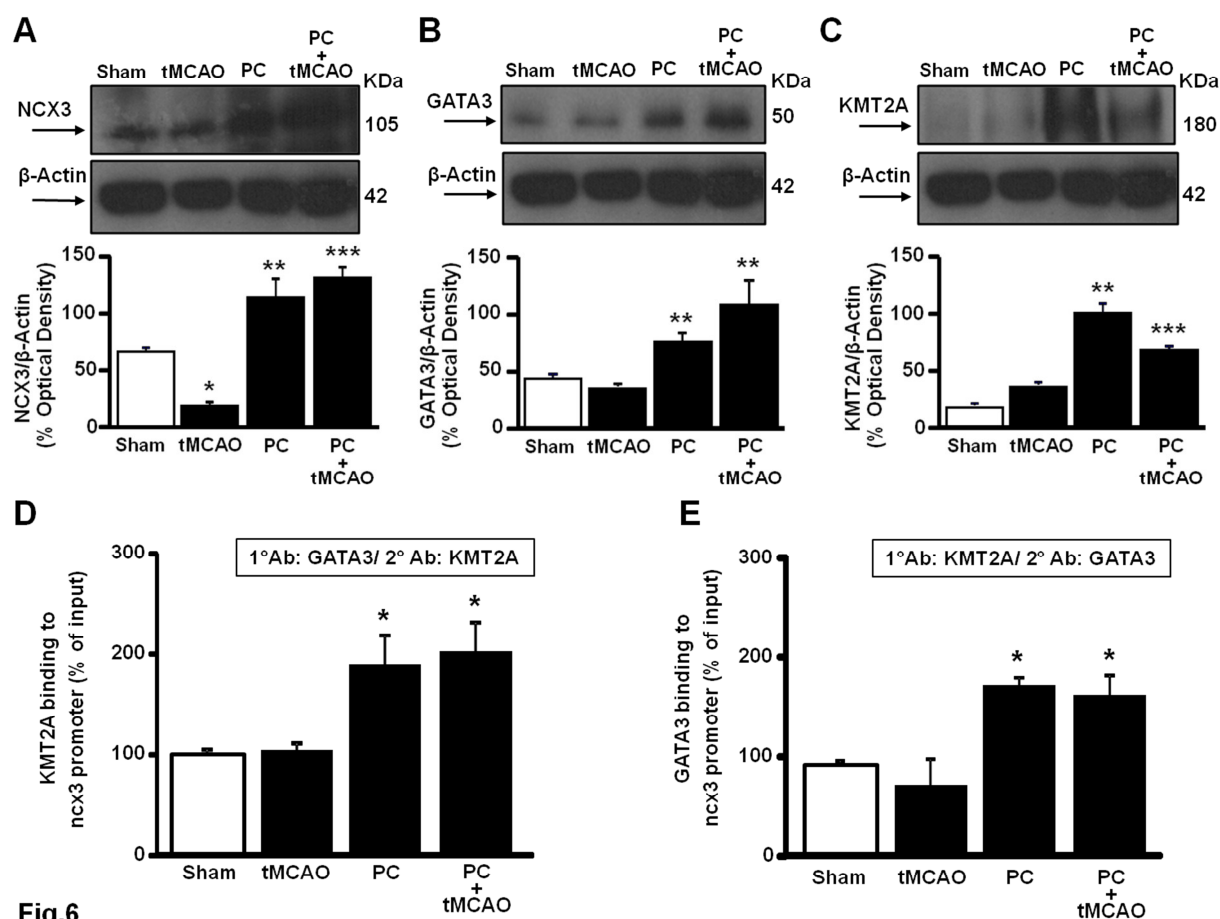 A
Sham tMCAO PC PC + tMCAO KDa
NCX3 105
β-Actin 42
NCX3/β-Actin
(% Optical Density)
150
100
50
0
* ** ***
Sham tMCAO PC PC + tMCAO
B
Sham tMCAO PC PC + tMCAO KDa
GATA3 50
β-Actin 42
GATA3/β-Actin
(% Optical Density)
150
100
50
0
** **
Sham tMCAO PC PC + tMCAO
C
Sham tMCAO PC PC + tMCAO KDa
KMT2A 180
β-Actin 42
KMT2A/β-Actin
(% Optical Density)
150
100
50
0
** ***
Sham tMCAO PC PC + tMCAO
D
1°Ab: GATA3/ 2° Ab: KMT2A
KMT2A binding to
ncx3 promoter (% of input)
300
200
100
0
* *
Sham tMCAO PC PC + tMCAO
E
1°Ab: KMT2A/ 2° Ab: GATA3
GATA3 binding to
ncx3 promoter (% of input)
300
200
100
0
* *
Sham tMCAO PC PC + tMCAO
Fig.6